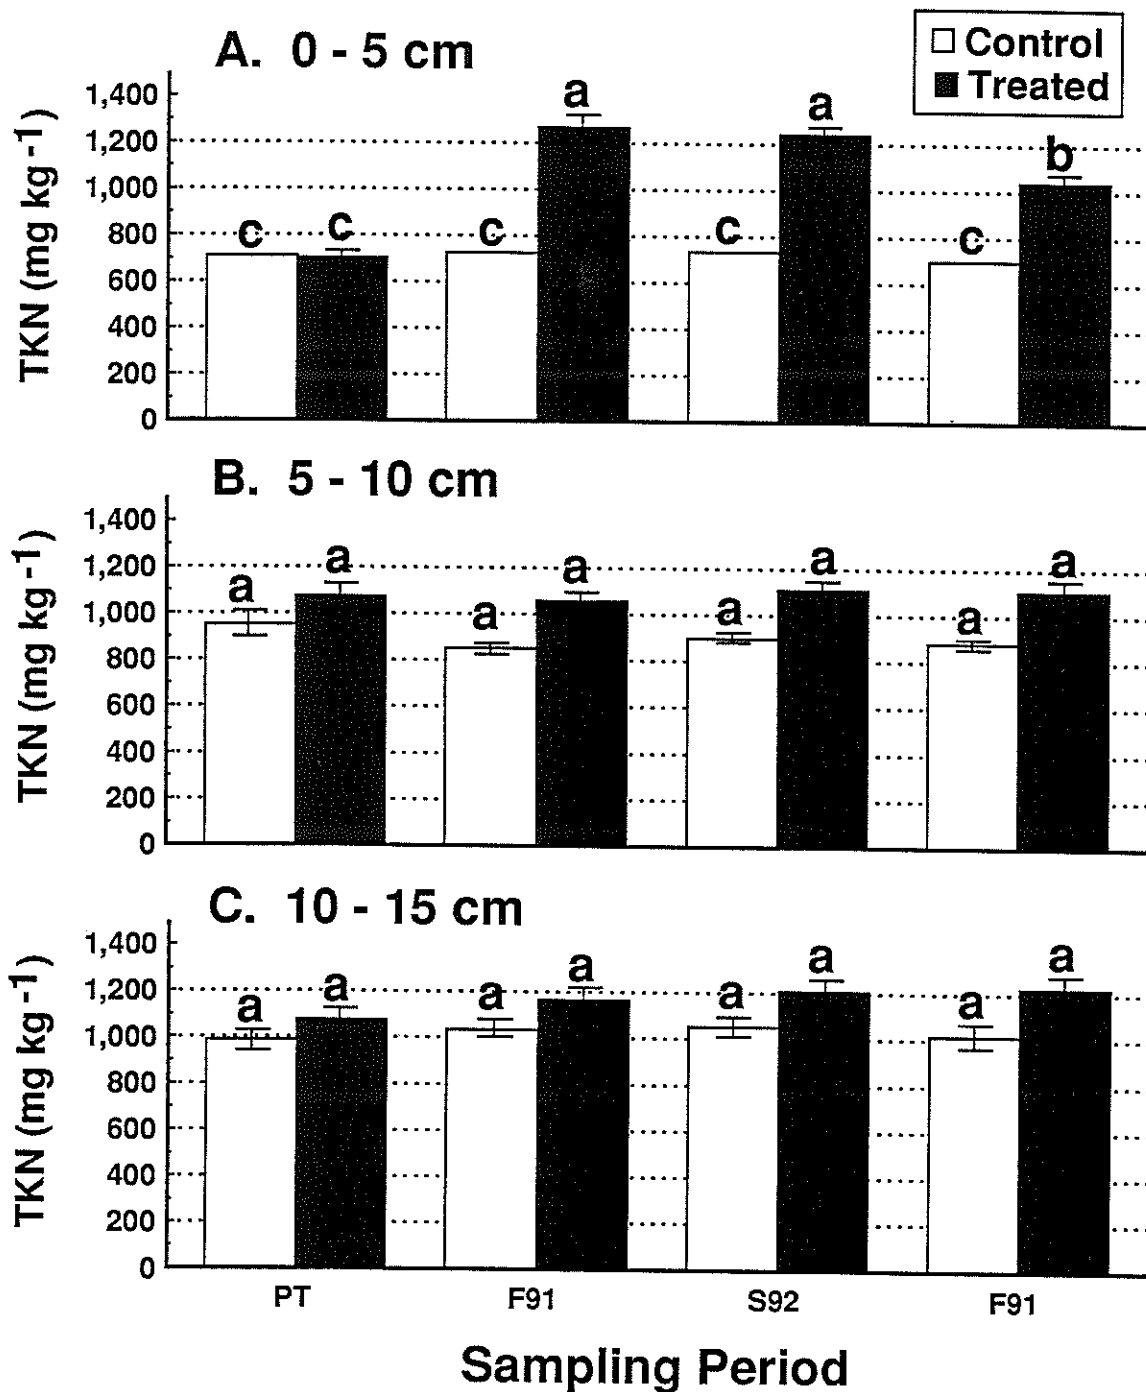 A. 0 - 5 cm
Control
Treated
TKN (mg kg -1)
1,400
1,200
1,000
800
600
400
200
0
c
c
c
a
c
a
c
b
B. 5 - 10 cm
TKN (mg kg -1)
1,400
1,200
1,000
800
600
400
200
0
a
a
a
a
a
a
a
a
C. 10 - 15 cm
TKN (mg kg -1)
1,400
1,200
1,000
800
600
400
200
0
a
a
a
a
a
a
a
a
PT F91 S92 F91
Sampling Period